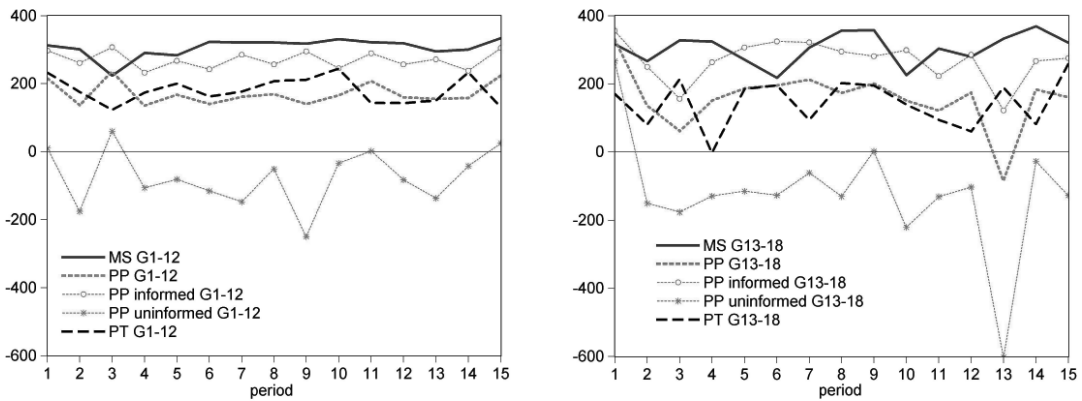 400
200
0
-200
-400
-600
MS G1-12
PP G1-12
PP informed G1-12
PP uninformed G1-12
PT G1-12
1 2 3 4 5 6 7 8 9 10 11 12 13 14 15
period
400
200
0
-200
-400
-600
MS G13-18
PP G13-18
PP informed G13-18
PP uninformed G13-18
PT G13-18
1 2 3 4 5 6 7 8 9 10 11 12 13 14 15
period